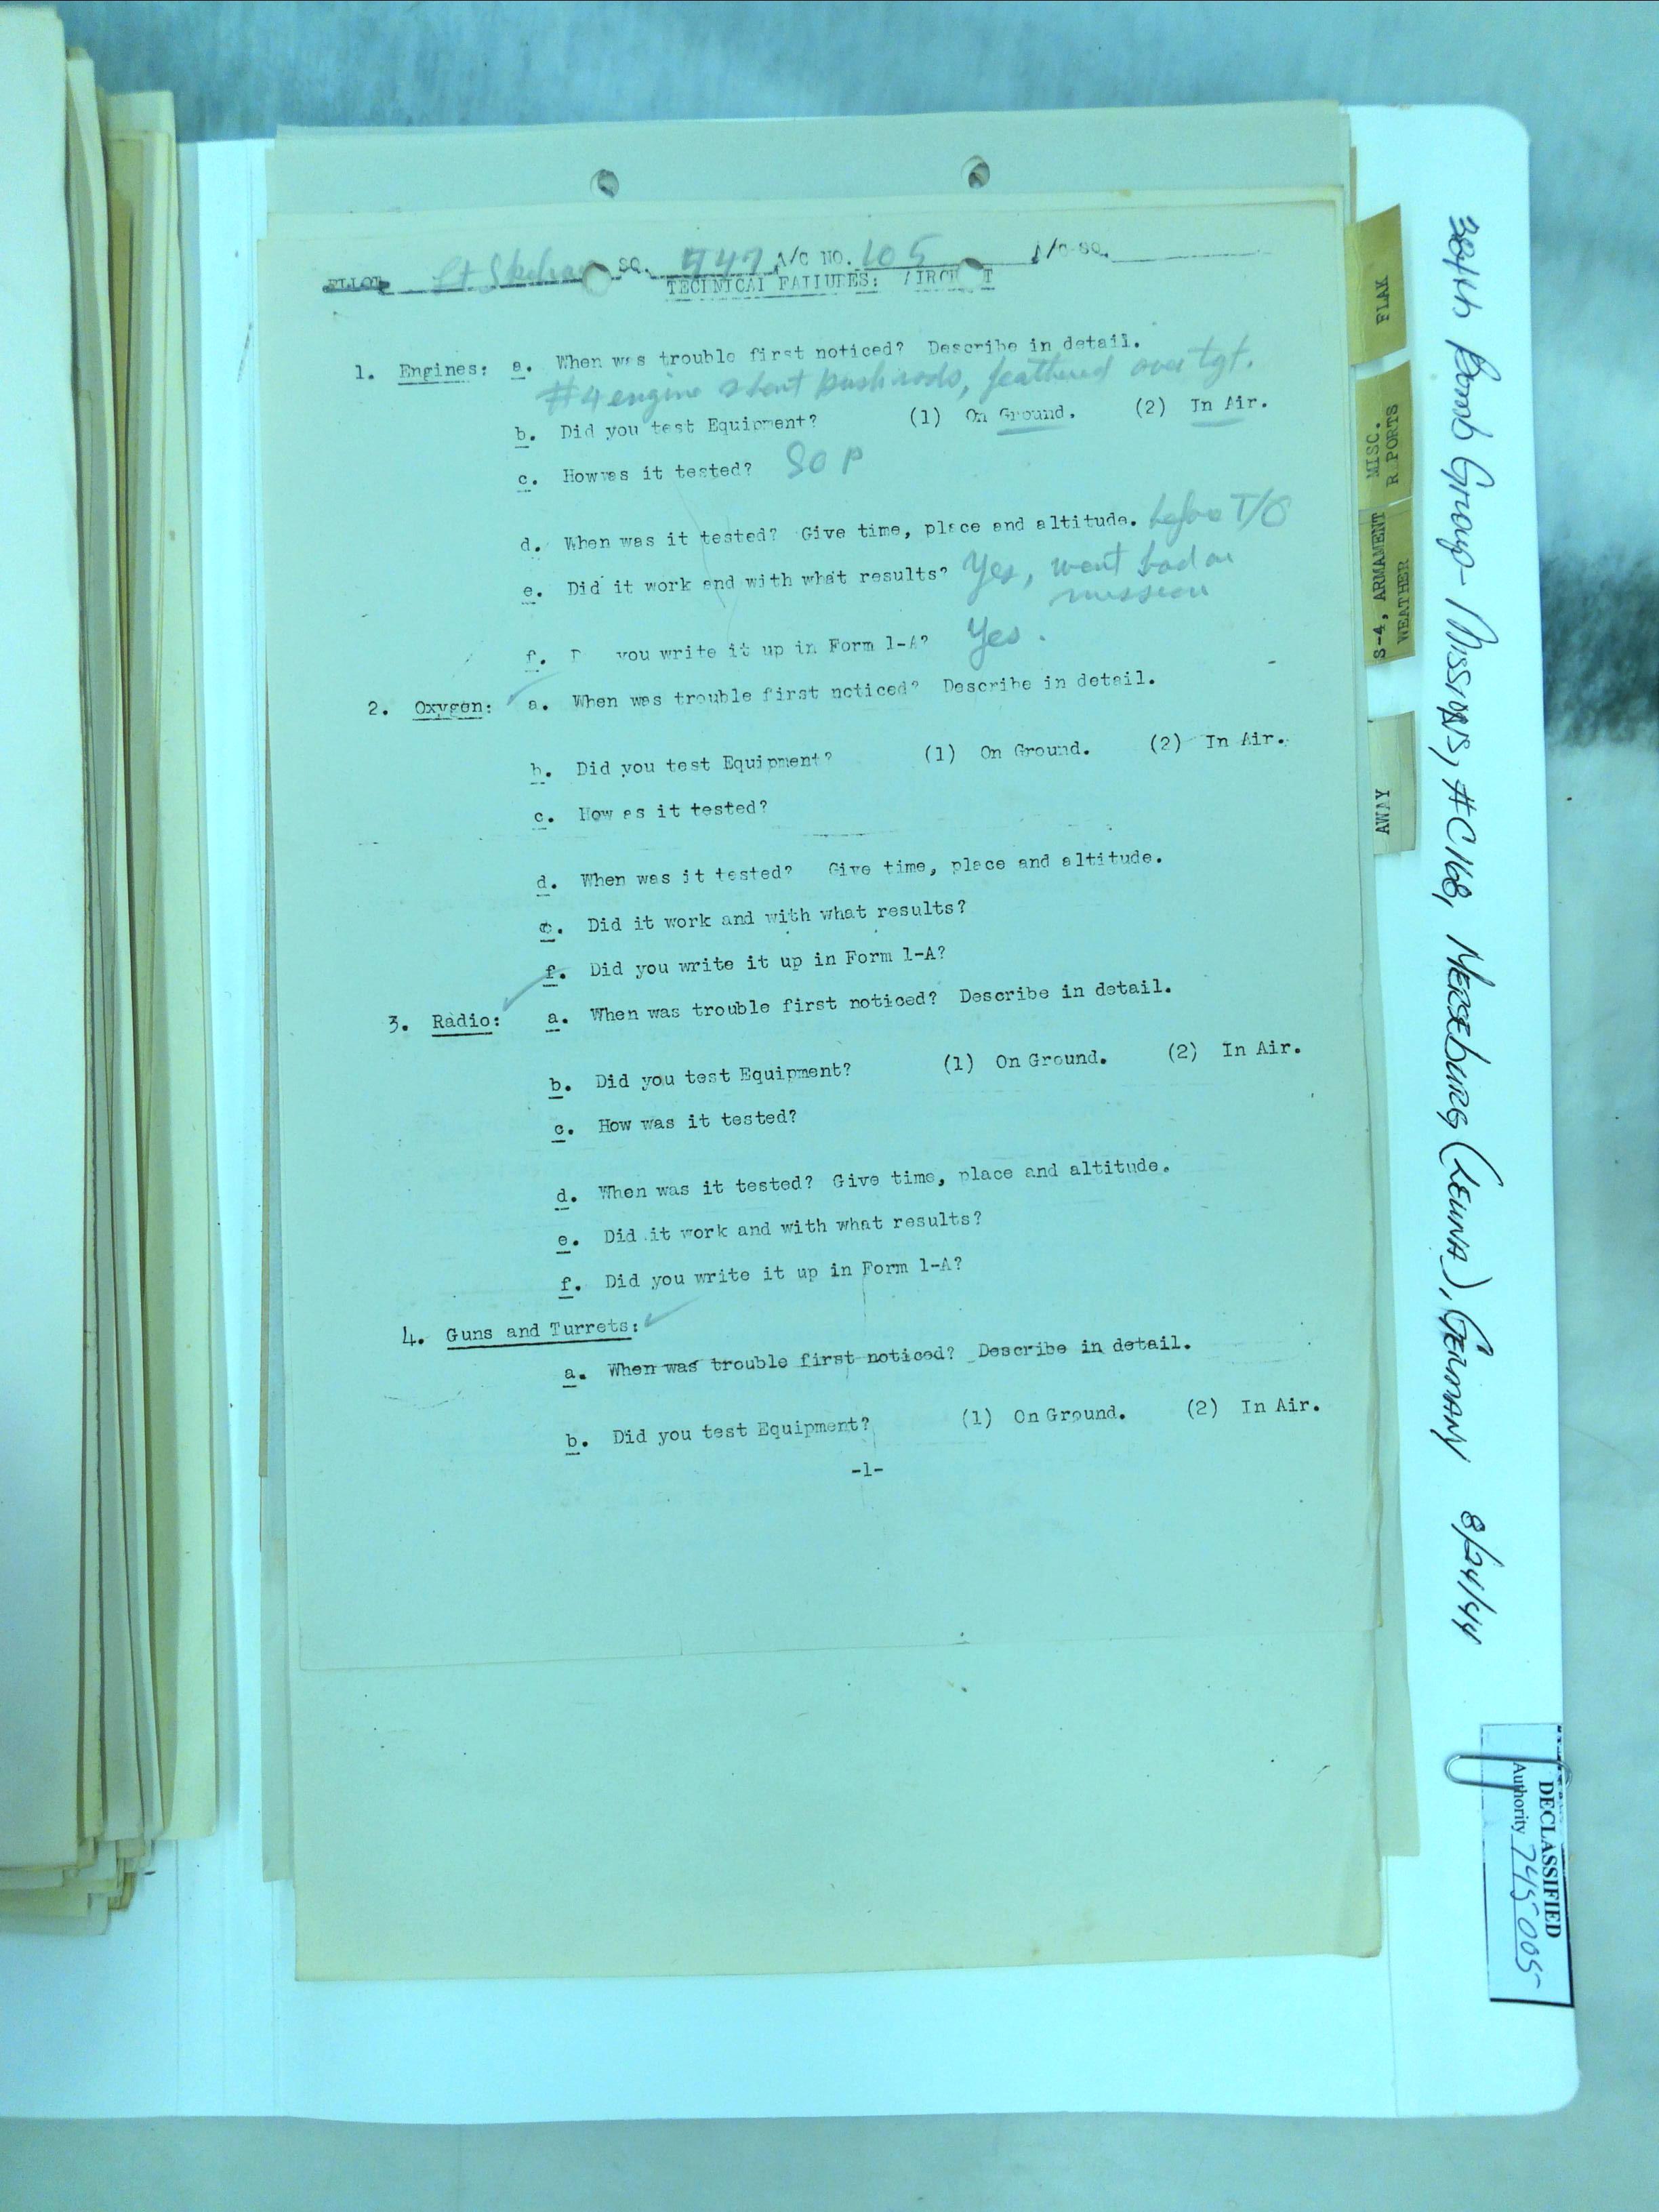 PILOT Lt SQ. A/C NO. 105 A/C SQ.
TECHNICAL FAILURES: AIRCR T
1. Engines: a. When was trouble first noticed? Describe in detail.
#4 engine bent push rods, feathered over tgt.
b. Did you test Equipment? (1) On Ground. (2) In Air.
c. How was it tested? SOP
d. When was it tested? Give time, place and altitude. before T/O
e. Did it work and with what results? Yes, went bad on
mission
f. D you write it up in Form 1-A? Yes.
2. Oxygen: a. When was trouble first noticed? Describe in detail.
b. Did you test Equipment? (1) On Ground. (2) In Air.
c. How as it tested?
d. When was it tested? Give time, place and altitude.
e. Did it work and with what results?
f. Did you write it up in Form 1-A?
3. Radio: a. When was trouble first noticed? Describe in detail.
b. Did you test Equipment? (1) On Ground. (2) In Air.
c. How was it tested?
d. When was it tested? Give time, place and altitude.
e. Did it work and with what results?
f. Did you write it up in Form 1-A?
4. Guns and Turrets:
a. When was trouble first noticed? Describe in detail.
b. Did you test Equipment? (1) On Ground. (2) In Air.
-1-
FLAK
MISC.
R PORTS
S-4, ARMAMENT
WEATHER
AWAY
384th Bomb Group - Missions, #C168, Merseburg (Leuna), Germany 8/24/44
DECLASSIFIED
Authority 745005